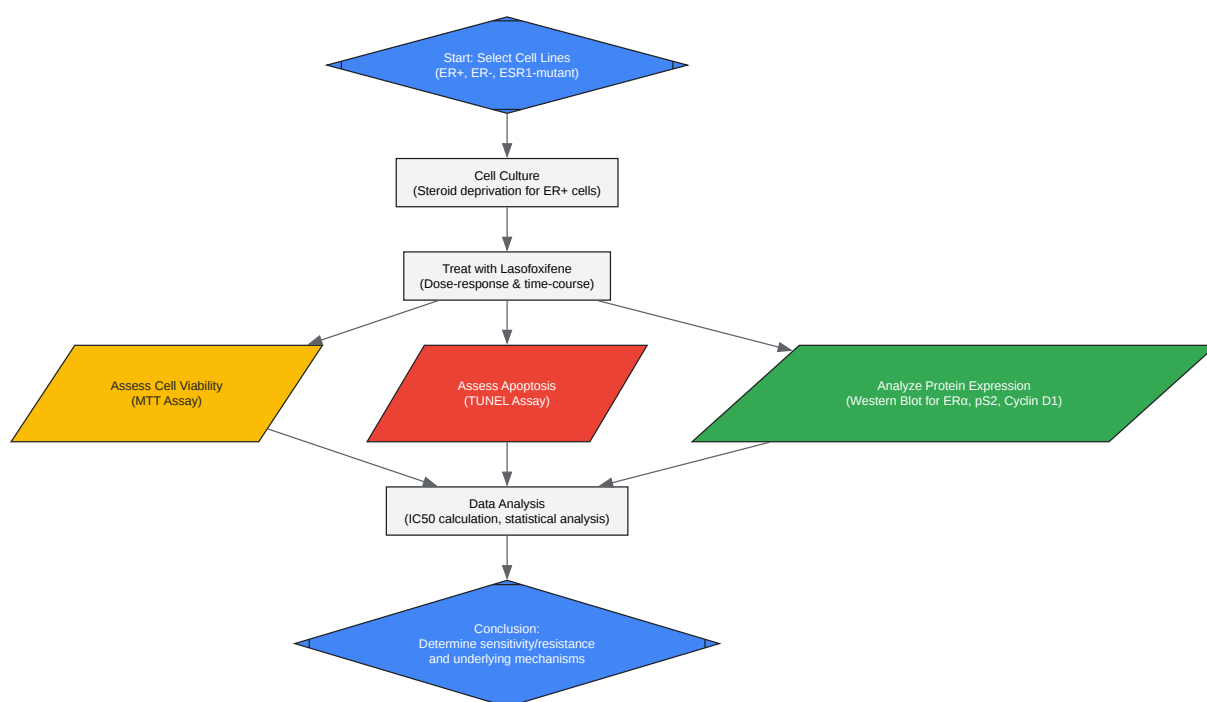 Start: Select Cell Lines
(ER+, ER-, ESR1-mutant)
Cell Culture
(Steroid deprivation for ER+ cells)
Treat with Lasofoxifene
(Dose-response & time-course)
Assess Cell Viability
(MTT Assay)
Assess Apoptosis
(TUNEL Assay)
Analyze Protein Expression
(Western Blot for ERα, pS2, Cyclin D1)
Data Analysis
(IC50 calculation, statistical analysis)
Conclusion:
Determine sensitivity/resistance
and underlying mechanisms